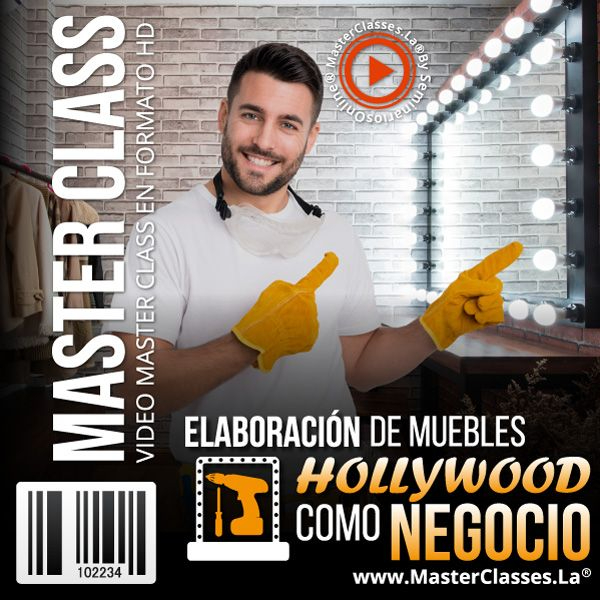 MASTER CLASS
VIDEO MASTER CLASS EN FORMATO HD
MasterClasses.La® By SeminariosOnline®
ELABORACIÓN DE MUEBLES
HOLLYWOOD
COMO NEGOCIO
102234
www.MasterClasses.La®